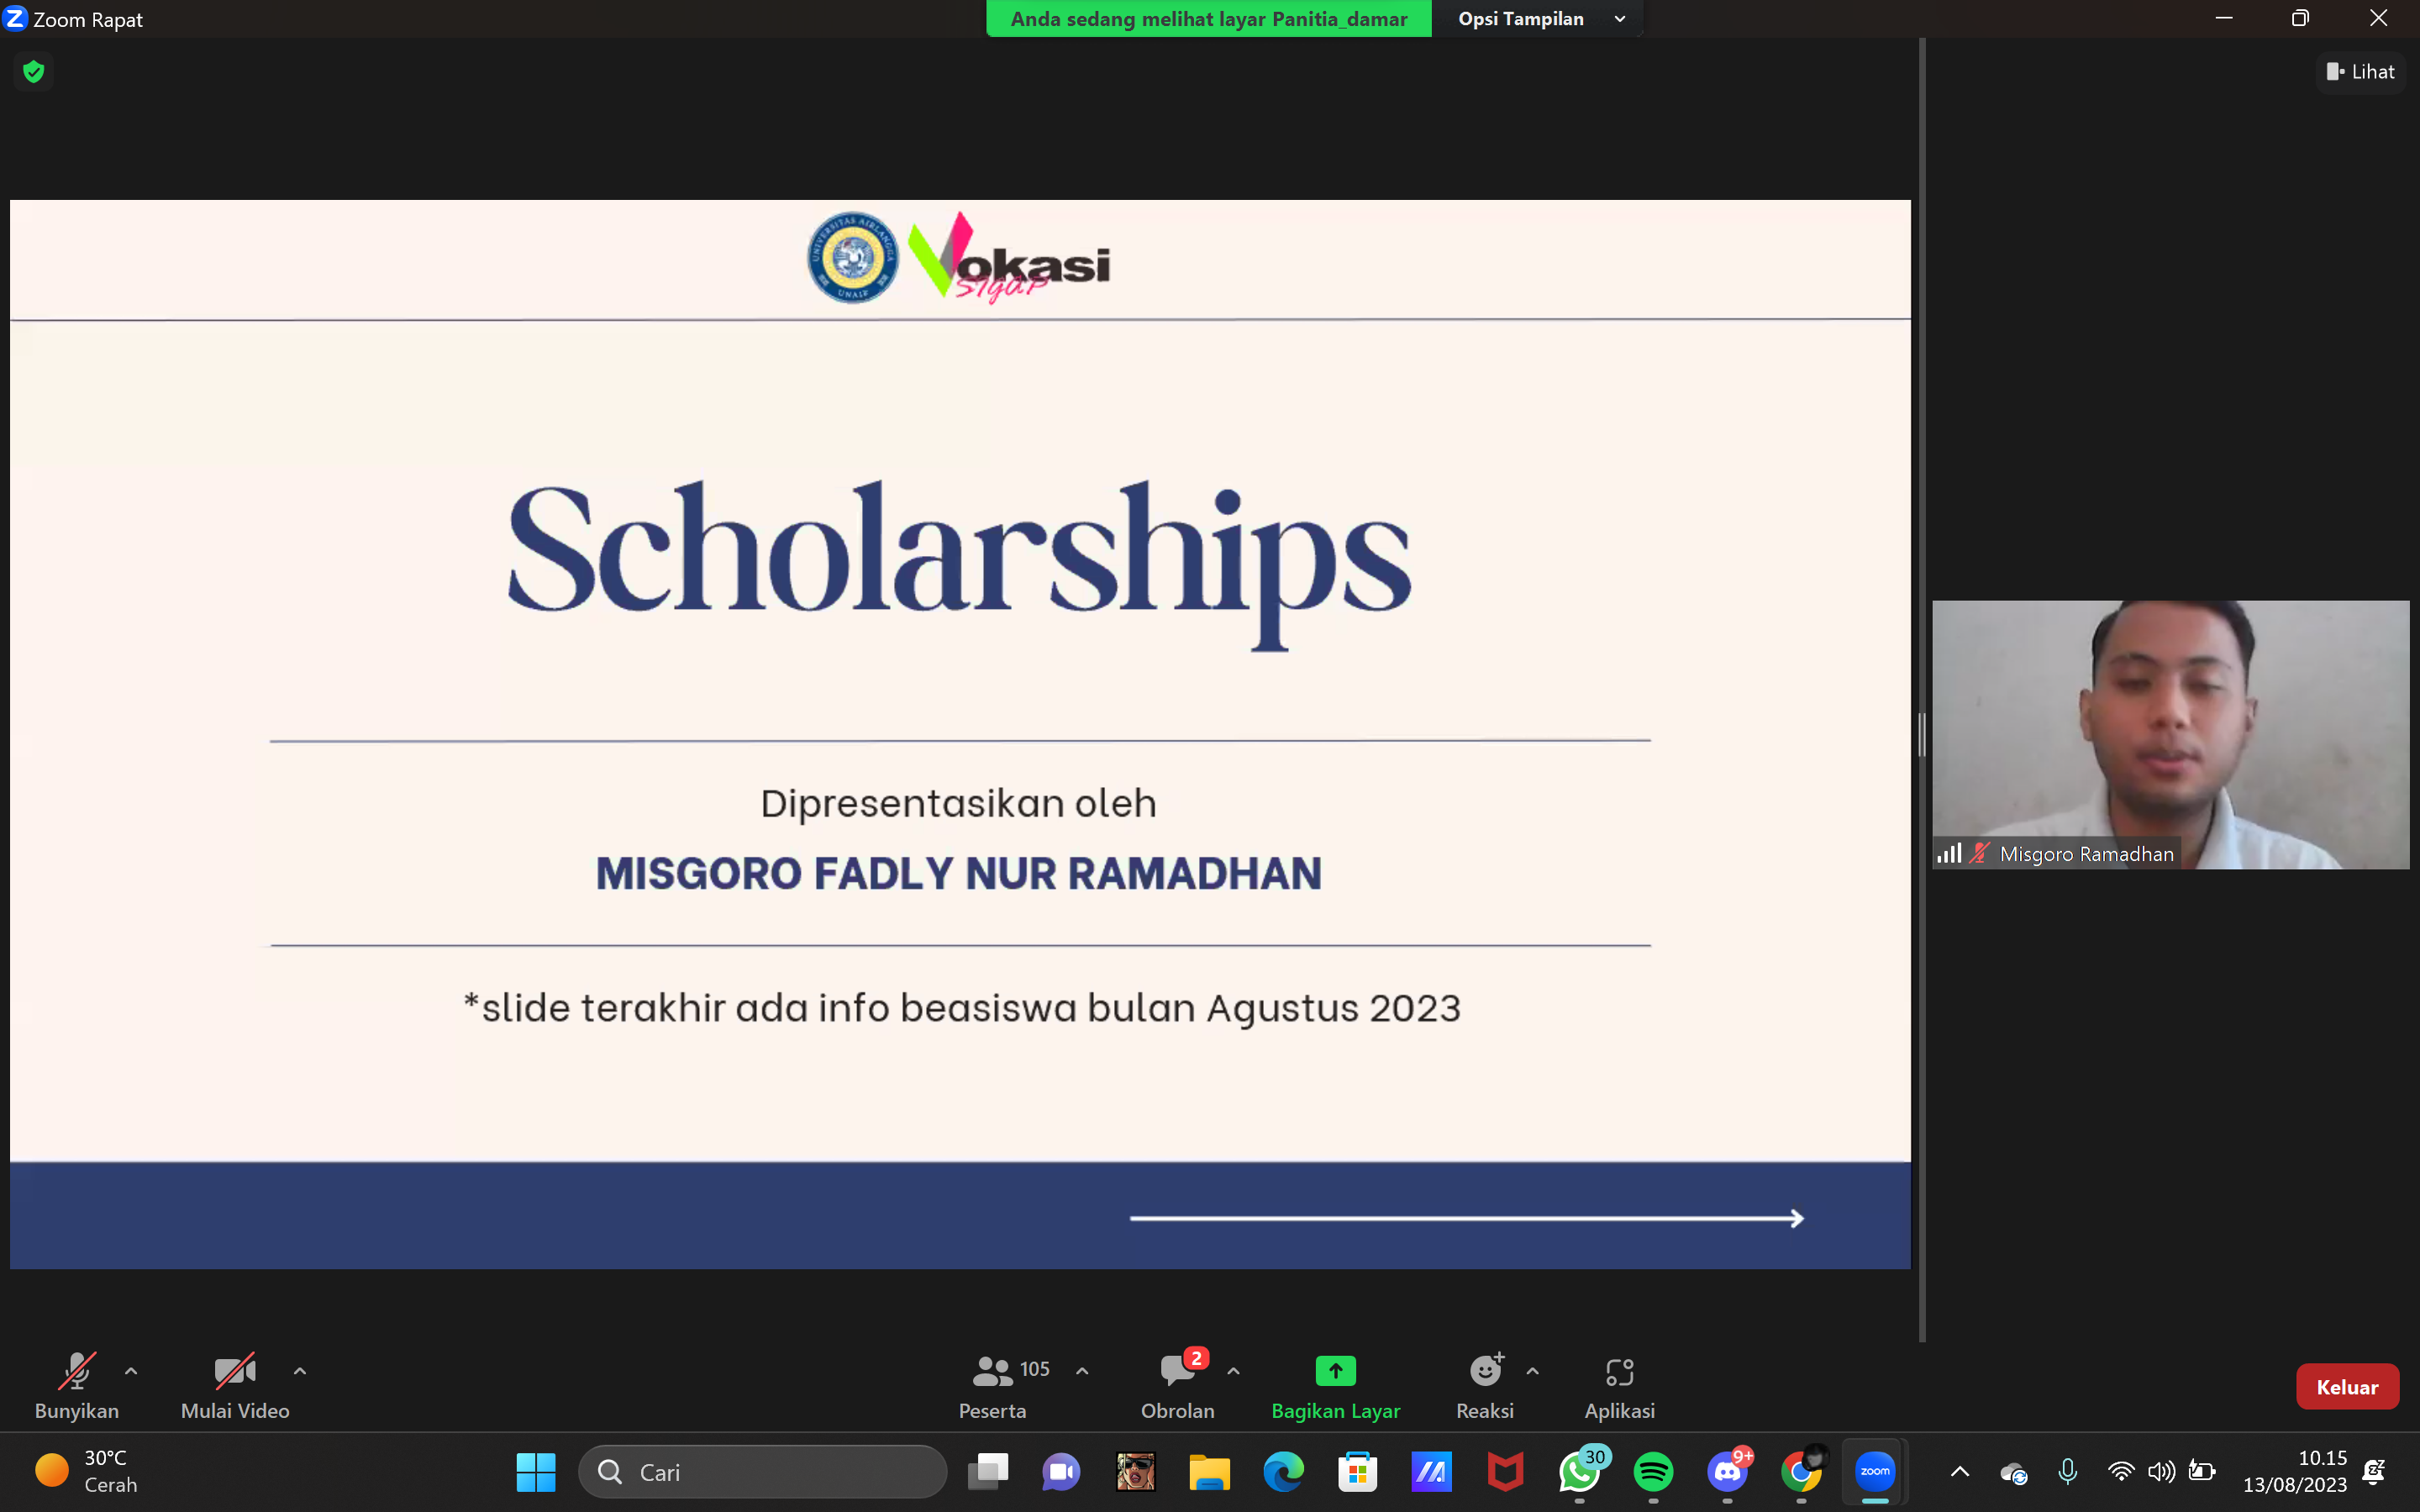 Zoom Rapat
Anda sedang melihat layar Panitia_damar
Opsi Tampilan
Lihat
UNIVERSITAS AIRLANGGA
UNAIR
Vokasi
SIGAP
Scholarships
Dipresentasikan oleh
MISGORO FADLY NUR RAMADHAN
*slide terakhir ada info beasiswa bulan Agustus 2023
Misgoro Ramadhan
Bunyikan
Mulai Video
105
Peserta
2
Obrolan
Bagikan Layar
Reaksi
Aplikasi
Keluar
30°C
Cerah
Cari
30
9+
zoom
10.15
13/08/2023